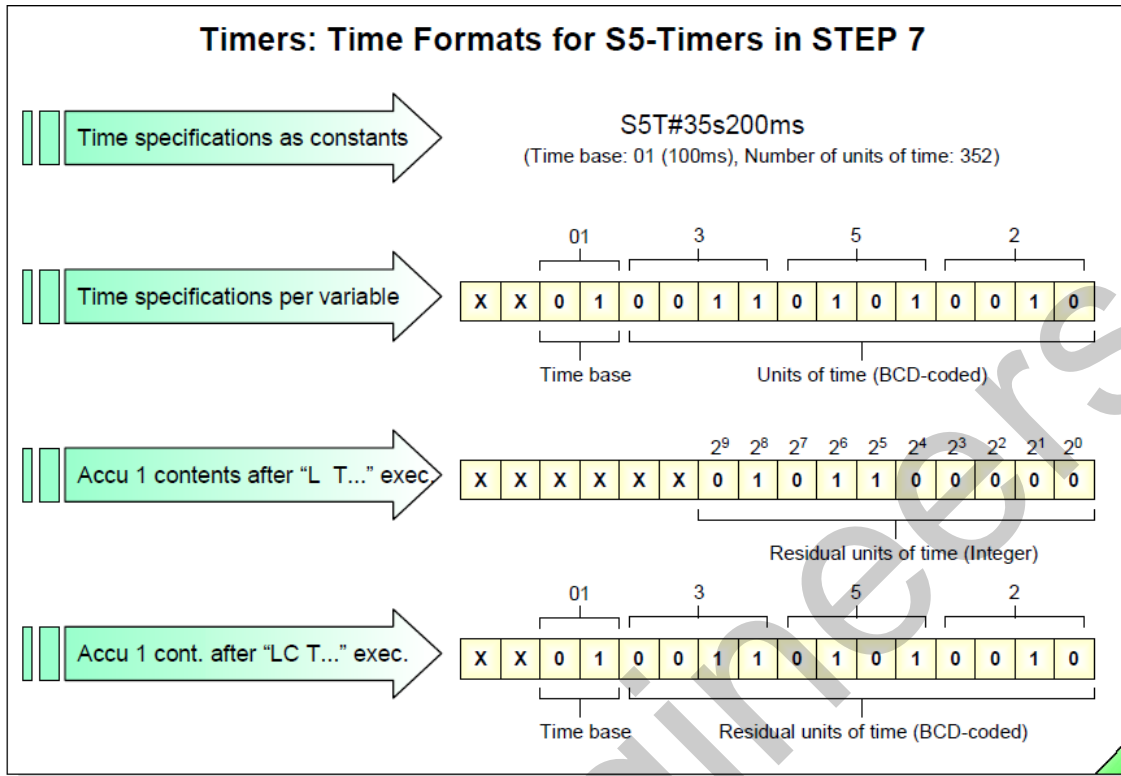 Timers: Time Formats for S5-Timers in STEP 7
Time specifications as constants
S5T#35s200ms
(Time base: 01 (100ms), Number of units of time: 352)
01 3 5 2
Time specifications per variable
X X 0 1 0 0 1 1 0 1 0 1 0 0 1 0
Time base Units of time (BCD-coded)
2⁹ 2⁸ 2⁷ 2⁶ 2⁵ 2⁴ 2³ 2² 2¹ 2⁰
Accu 1 contents after “L T...” exec.
X X X X X X 0 1 0 1 1 0 0 0 0 0
Residual units of time (Integer)
01 3 5 2
Accu 1 cont. after “LC T...” exec.
X X 0 1 0 0 1 1 0 1 0 1 0 0 1 0
Time base Residual units of time (BCD-coded)
gineers